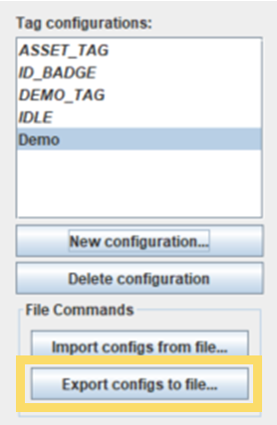 Tag configurations:
ASSET_TAG
ID_BADGE
DEMO_TAG
IDLE
Demo
New configuration...
Delete configuration
File Commands
Import configs from file...
Export configs to file...